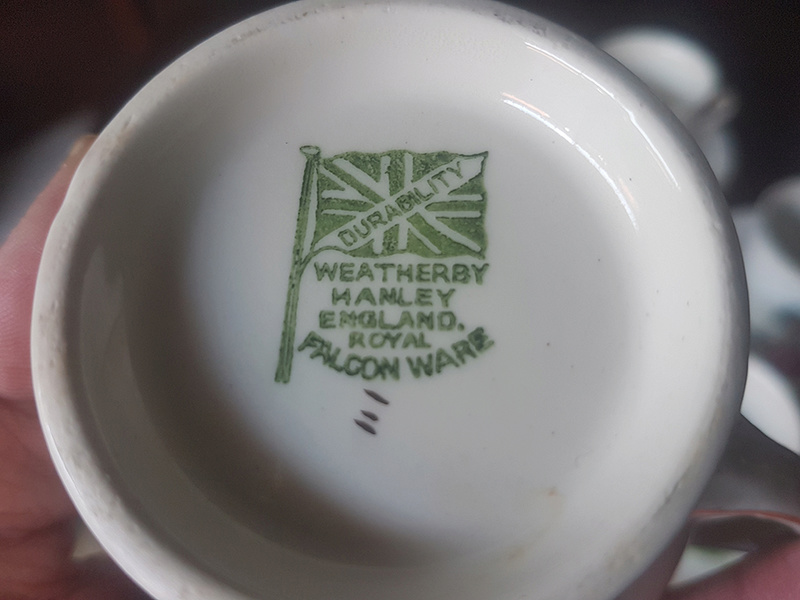 DURABILITY
WEATHERBY
HANLEY
ENGLAND.
ROYAL
FALCON WARE